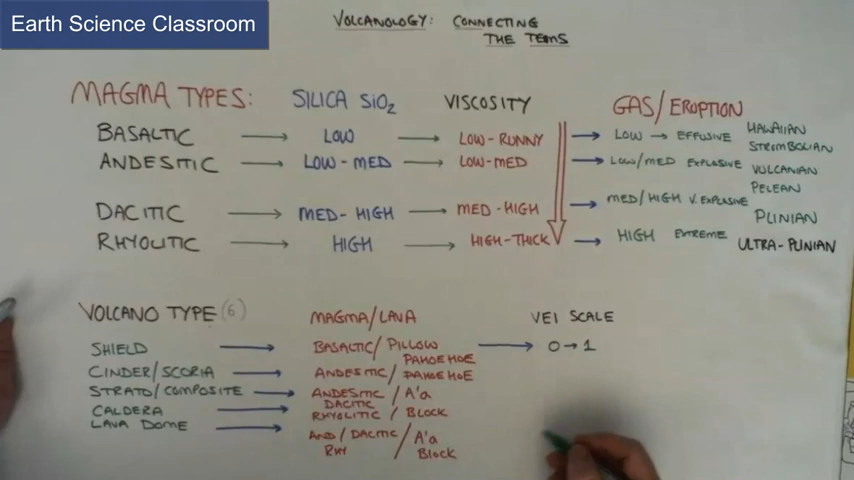 Earth Science Classroom
VOLCANOLOGY: CONNECTING
THE TEMS
MAGMA TYPES: SILICA SiO2 VISCOSITY GAS/ERUPTION
BASALTIC → LOW → LOW-RUNNY → LOW → EFFUSIVE HAWAIIAN
STROMBOLIAN
ANDESITIC → LOW-MED → LOW-MED → LOW/MED EXPLOSIVE VULCANIAN
PELEAN
DACITIC → MED-HIGH → MED-HIGH → MED/HIGH V. EXPLOSIVE
PLINIAN
RHYOLITIC → HIGH → HIGH-THICK → HIGH EXTREME ULTRA-PLINIAN
VOLCANO TYPE (6) MAGMA/LAVA VEI SCALE
SHIELD → BASALTIC/PILLOW → 0→1
PAHOEHOE
CINDER/SCORIA → ANDESITIC/PAHOEHOE
STRATO/COMPOSITE → ANDESITIC/A'a
DACITIC
CALDERA → RHYOLITIC/BLOCK
LAVA DOME → AND/DACITIC/A'a
RHY BLOCK